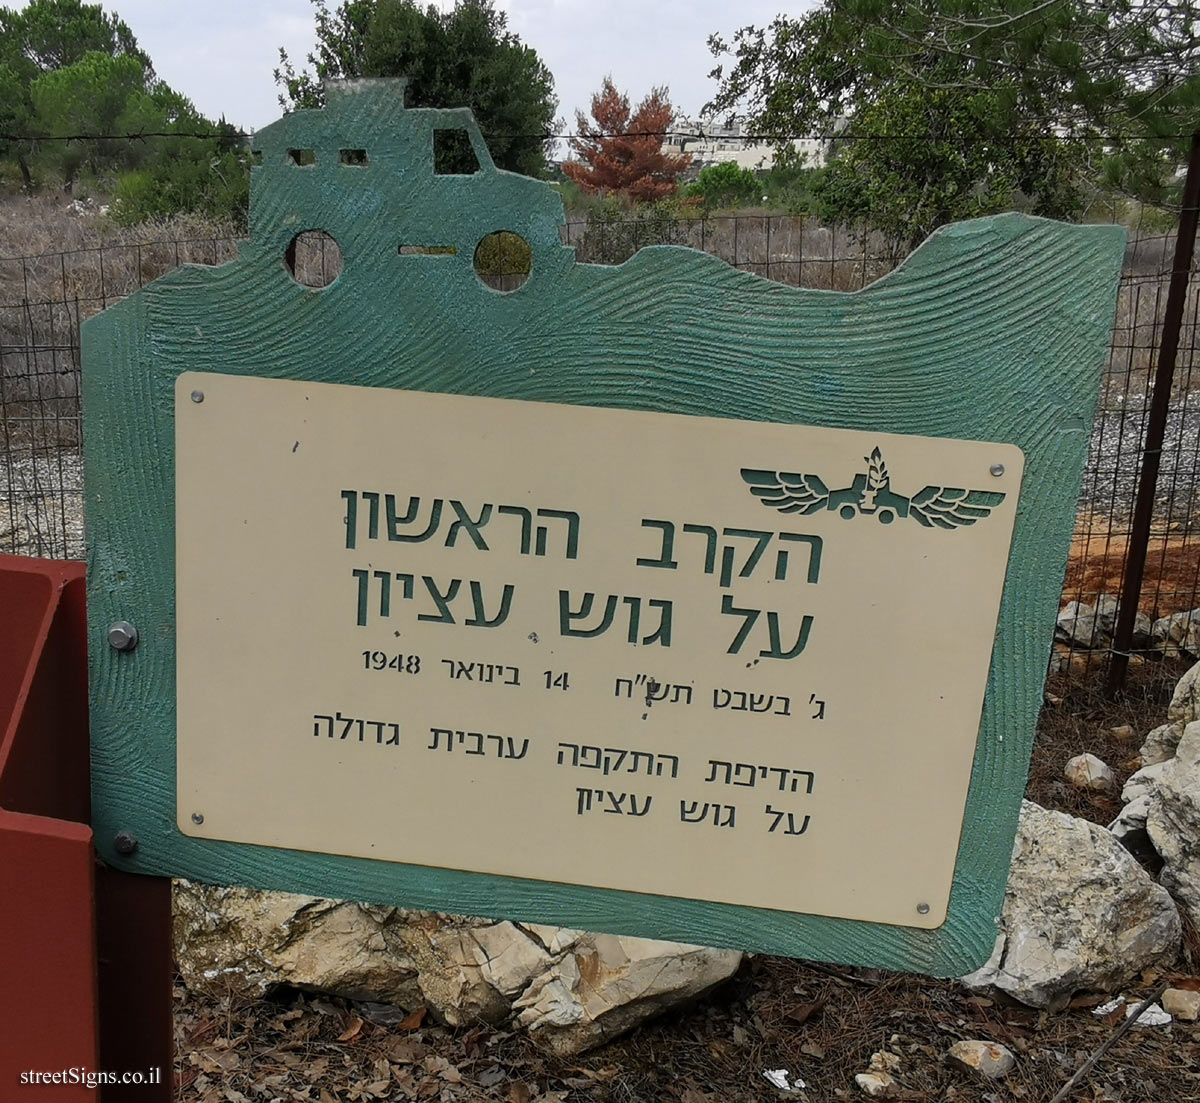 הקרב הראשון
על גוש עציון
ג' בשבט תש"ח 14 בינואר 1948
הדיפת התקפה ערבית גדולה
על גוש עציון
streetSigns.co.il